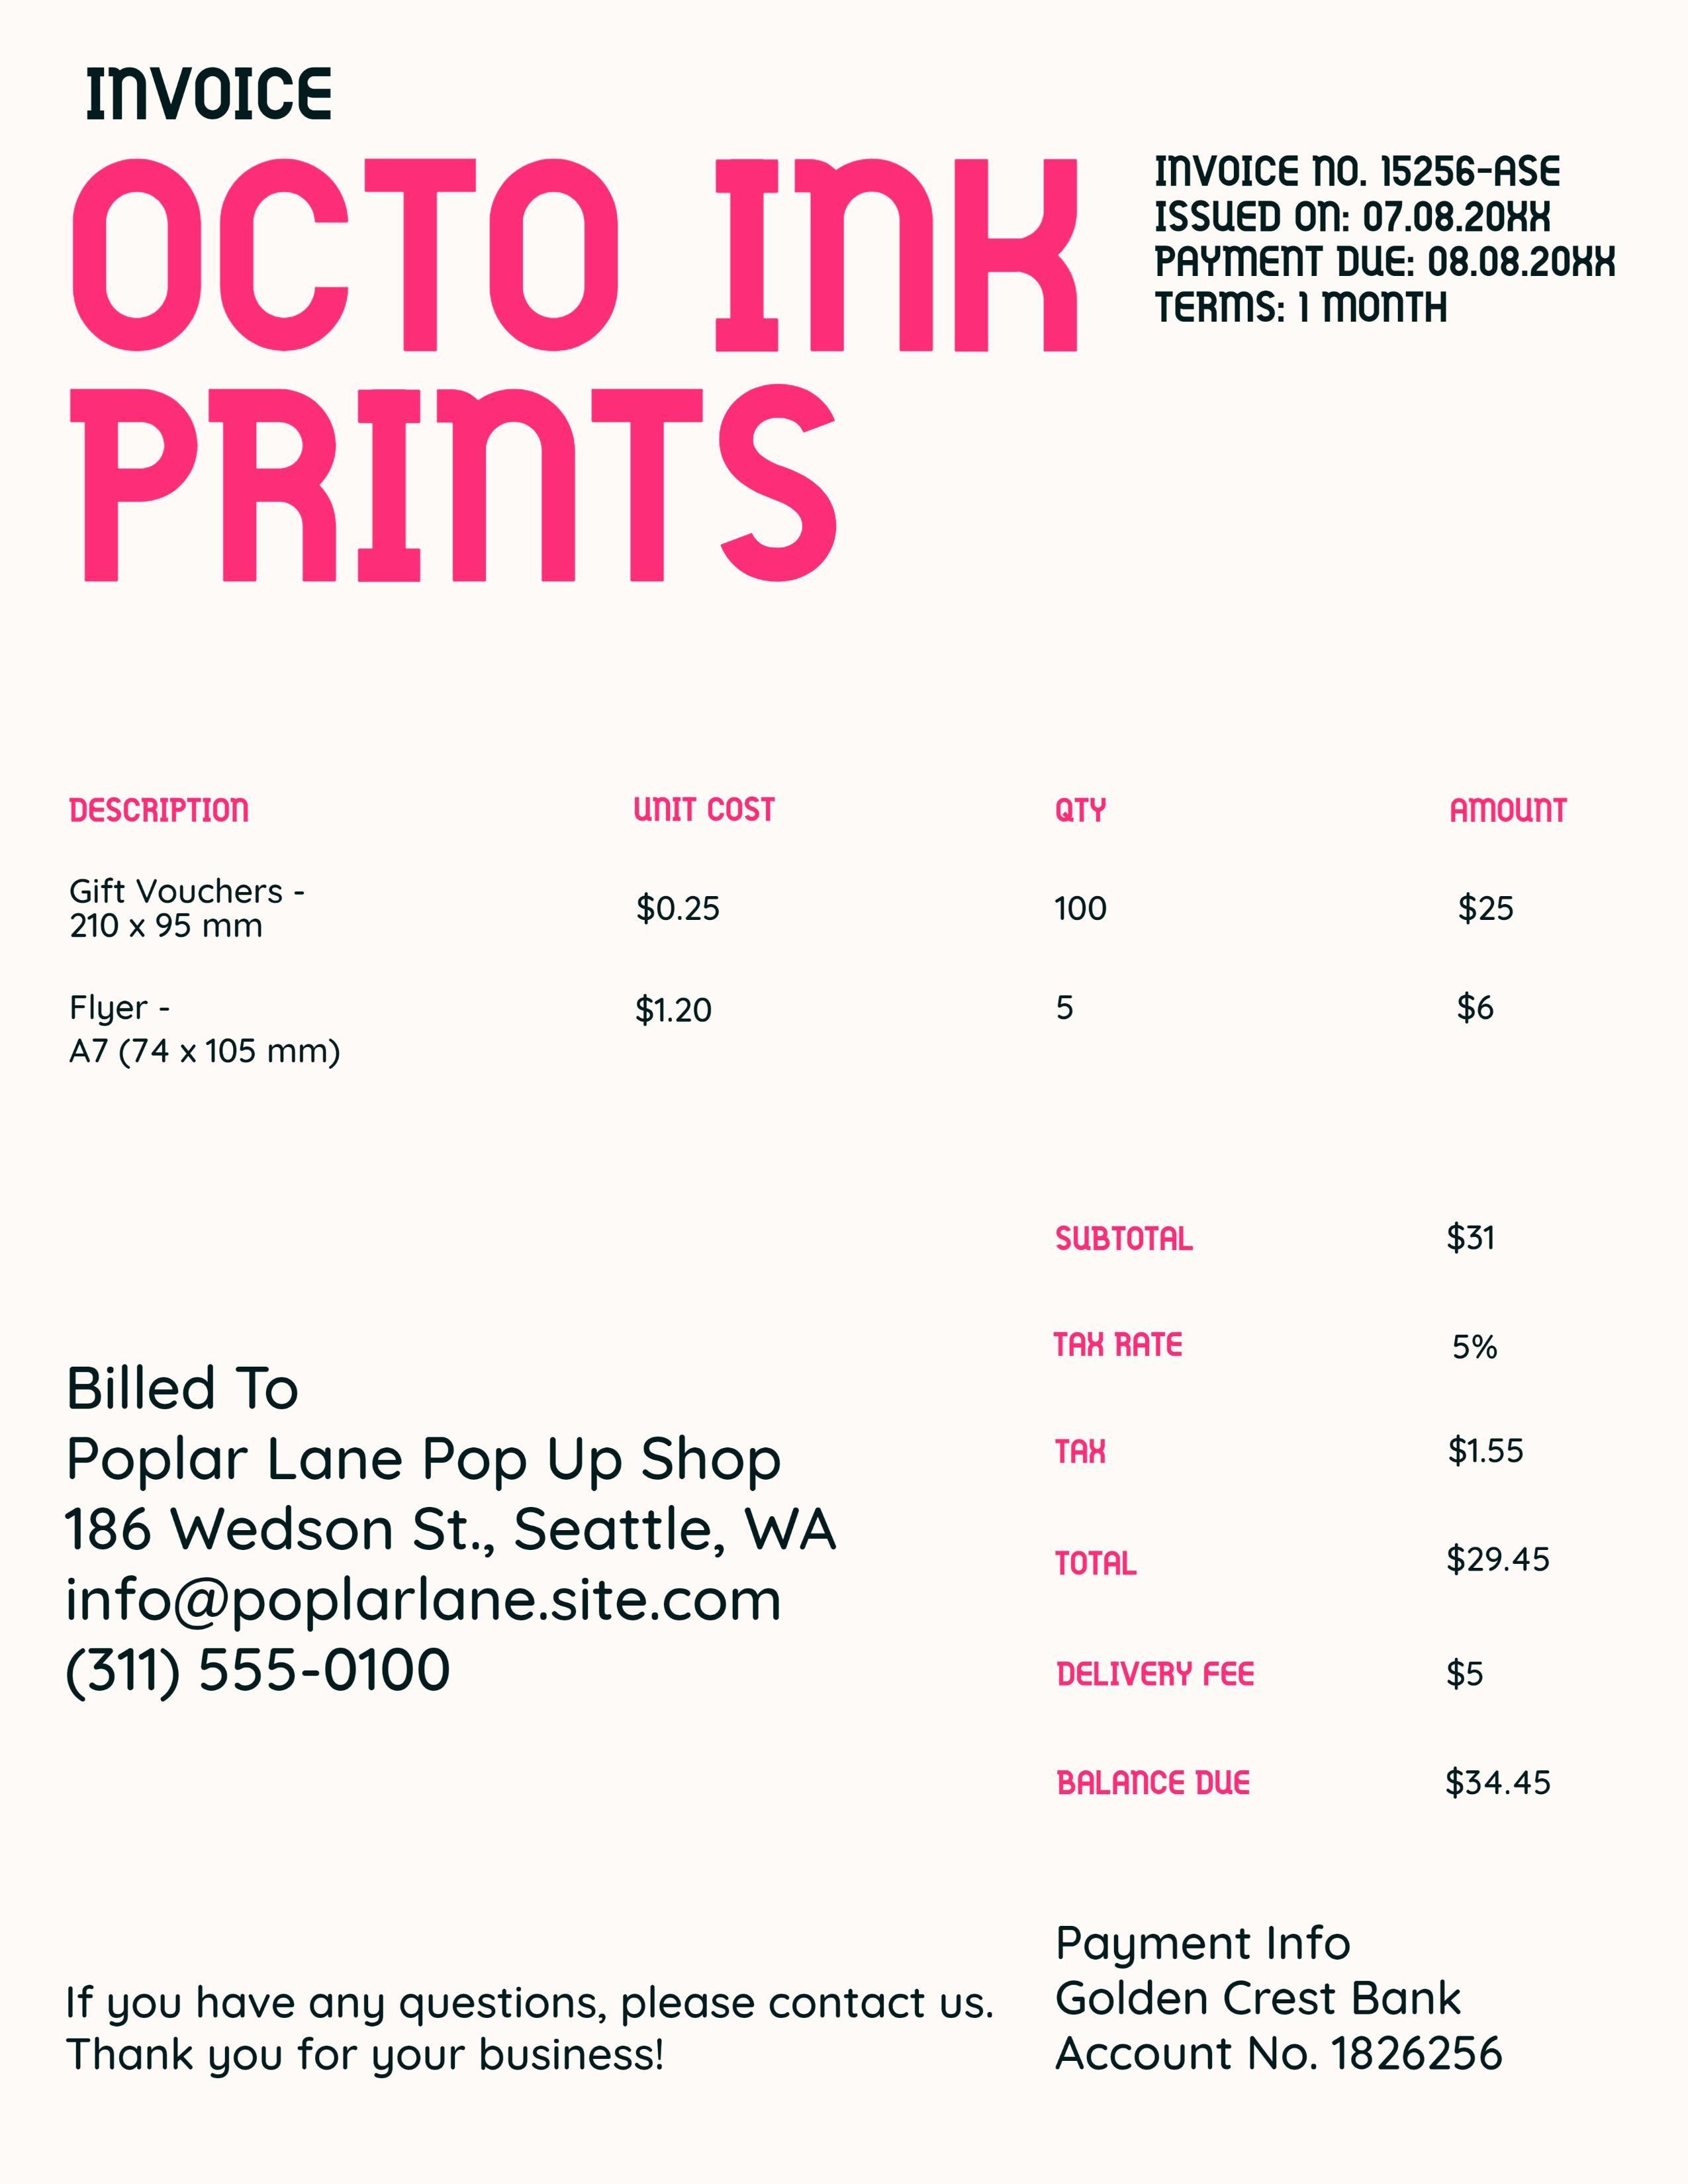 INVOICE
OCTO INK
PRINTS
INVOICE NO. 15256-ASE
ISSUED ON: 07.08.20XX
PAYMENT DUE: 08.08.20XX
TERMS: 1 MONTH
DESCRIPTION UNIT COST QTY AMOUNT
Gift Vouchers -
210 x 95 mm
$0.25 100 $25
Flyer -
A7 (74 x 105 mm)
$1.20 5 $6
SUBTOTAL $31
TAX RATE 5%
TAX $1.55
TOTAL $29.45
DELIVERY FEE $5
BALANCE DUE $34.45
Billed To
Poplar Lane Pop Up Shop
186 Wedson St., Seattle, WA
info@poplarlane.site.com
(311) 555-0100
If you have any questions, please contact us.
Thank you for your business!
Payment Info
Golden Crest Bank
Account No. 1826256